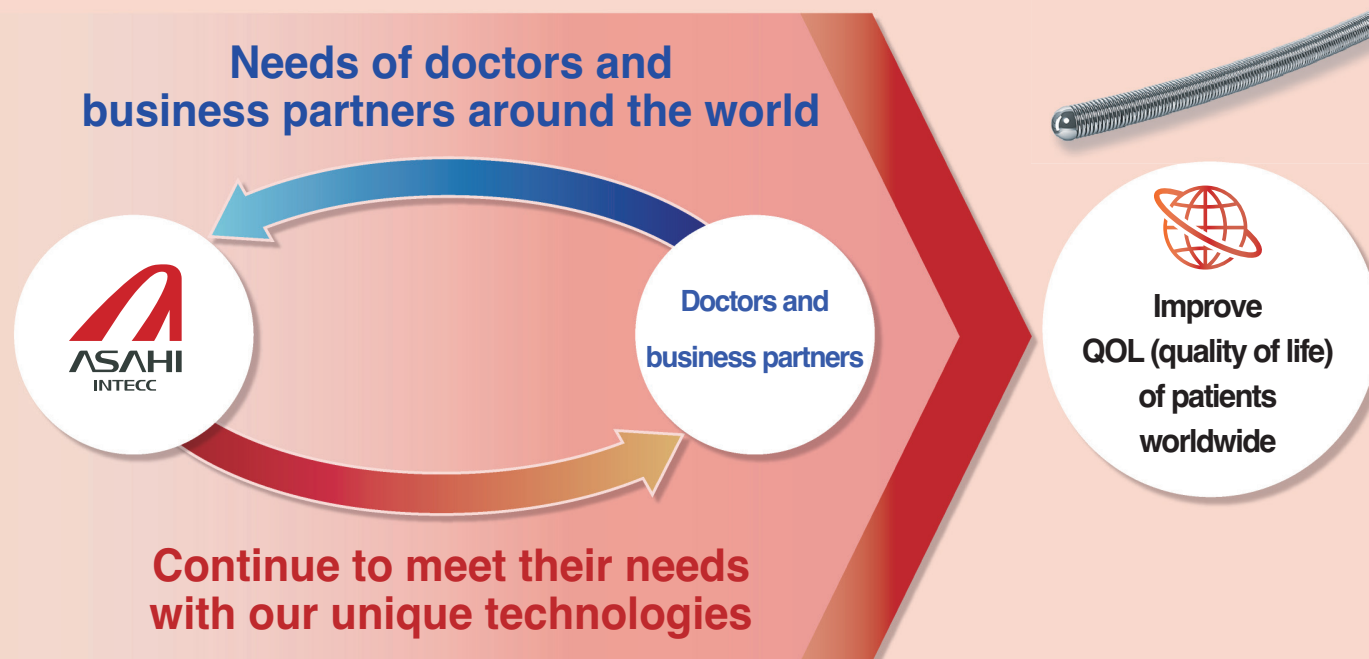 Needs of doctors and
business partners around the world
ASAHI
INTECC
Doctors and
business partners
Continue to meet their needs
with our unique technologies
Improve
QOL (quality of life)
of patients
worldwide